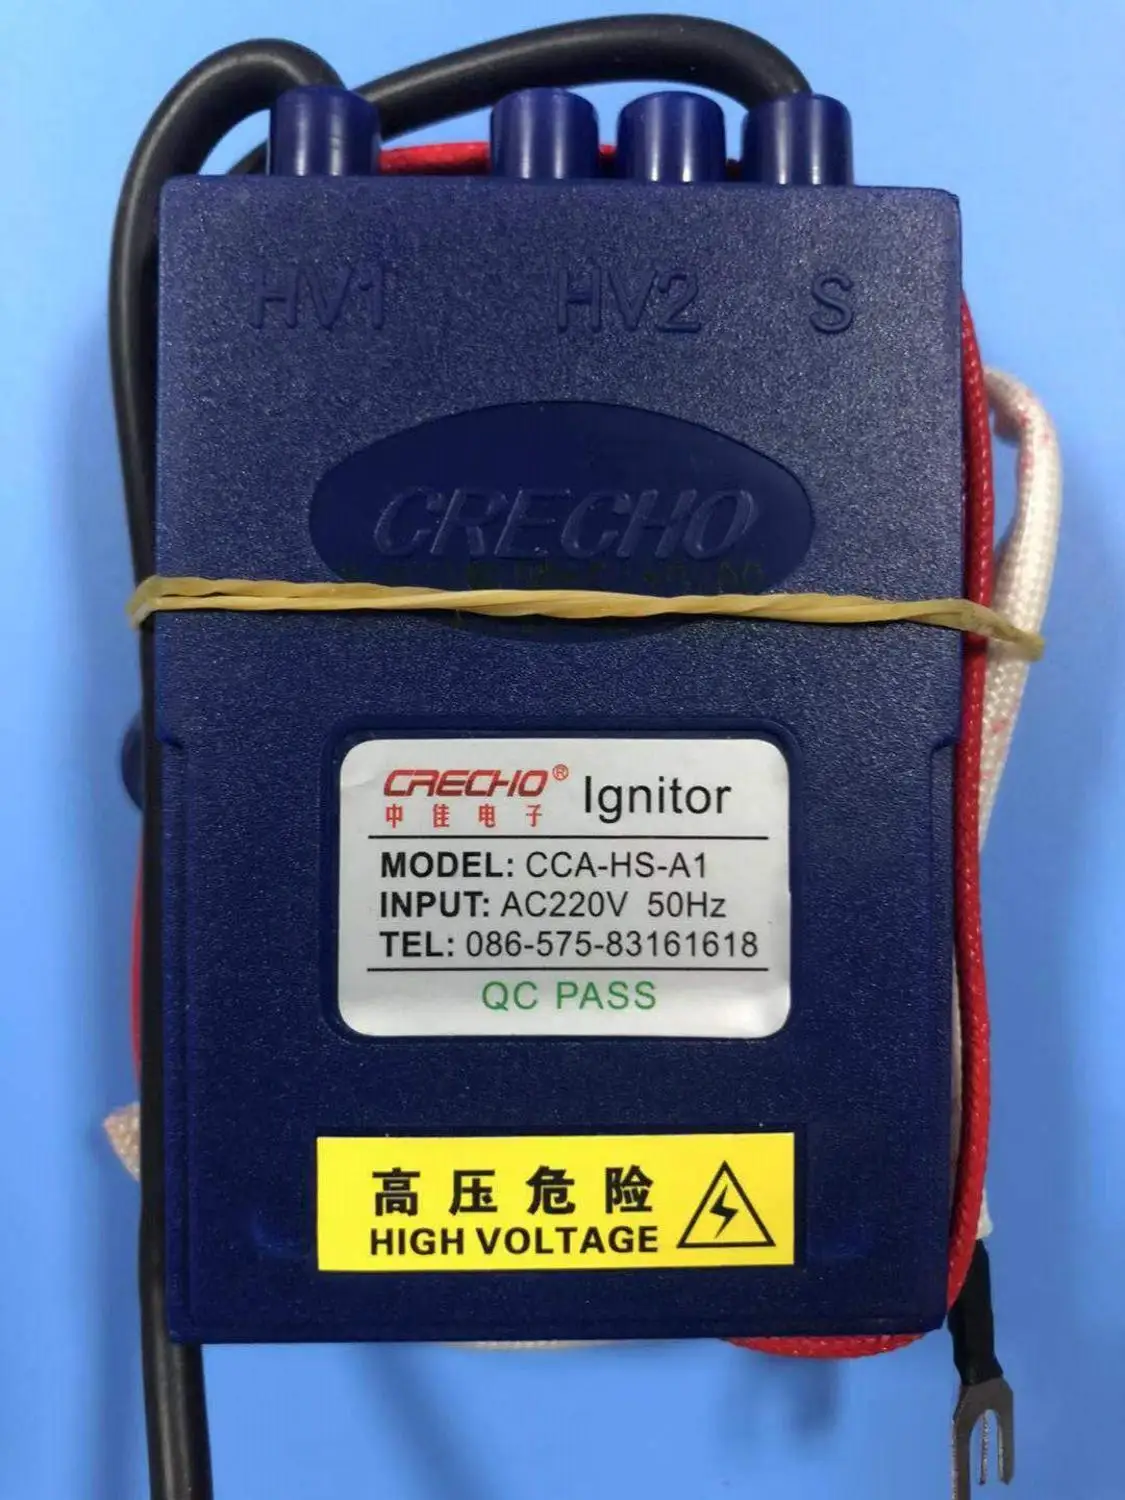 HV1 HV2 S
CRECHO
CRECHO® Ignitor
中佳电子
MODEL: CCA-HS-A1
INPUT: AC220V 50Hz
TEL: 086-575-83161618
QC PASS
高压危险
HIGH VOLTAGE